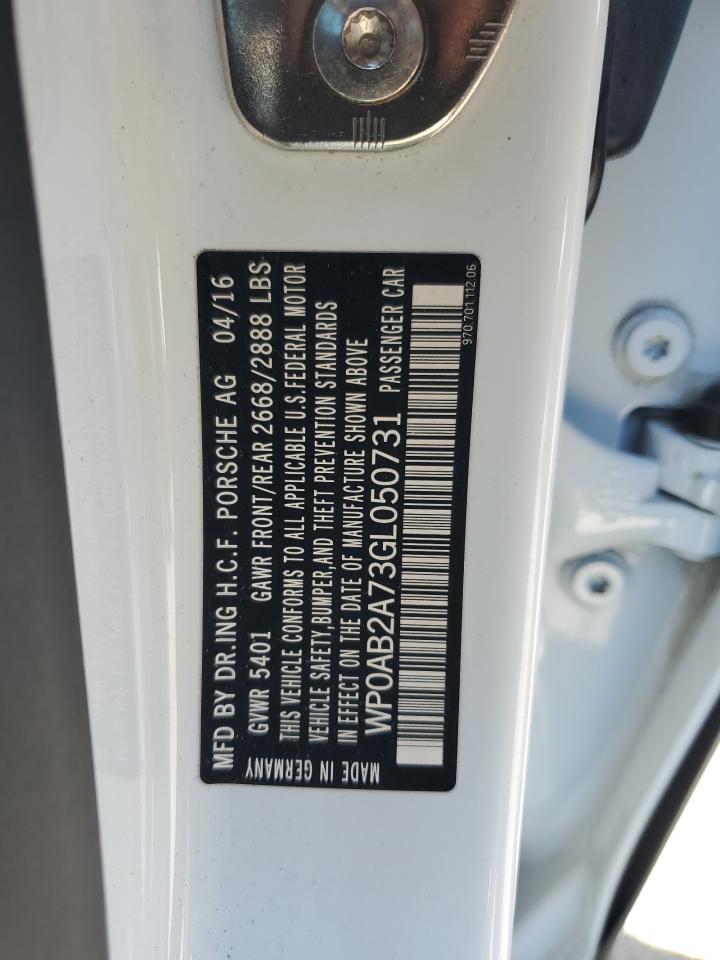 MFD BY DR.ING H.C.F. PORSCHE AG 04/16
GVWR 5401 GAWR FRONT/REAR 2668/2888 LBS
THIS VEHICLE CONFORMS TO ALL APPLICABLE U.S.FEDERAL MOTOR
VEHICLE SAFETY,BUMPER,AND THEFT PREVENTION STANDARDS
IN EFFECT ON THE DATE OF MANUFACTURE SHOWN ABOVE
MADE IN GERMANY WP0AB2A73GL050731 PASSENGER CAR
970.701.112.06